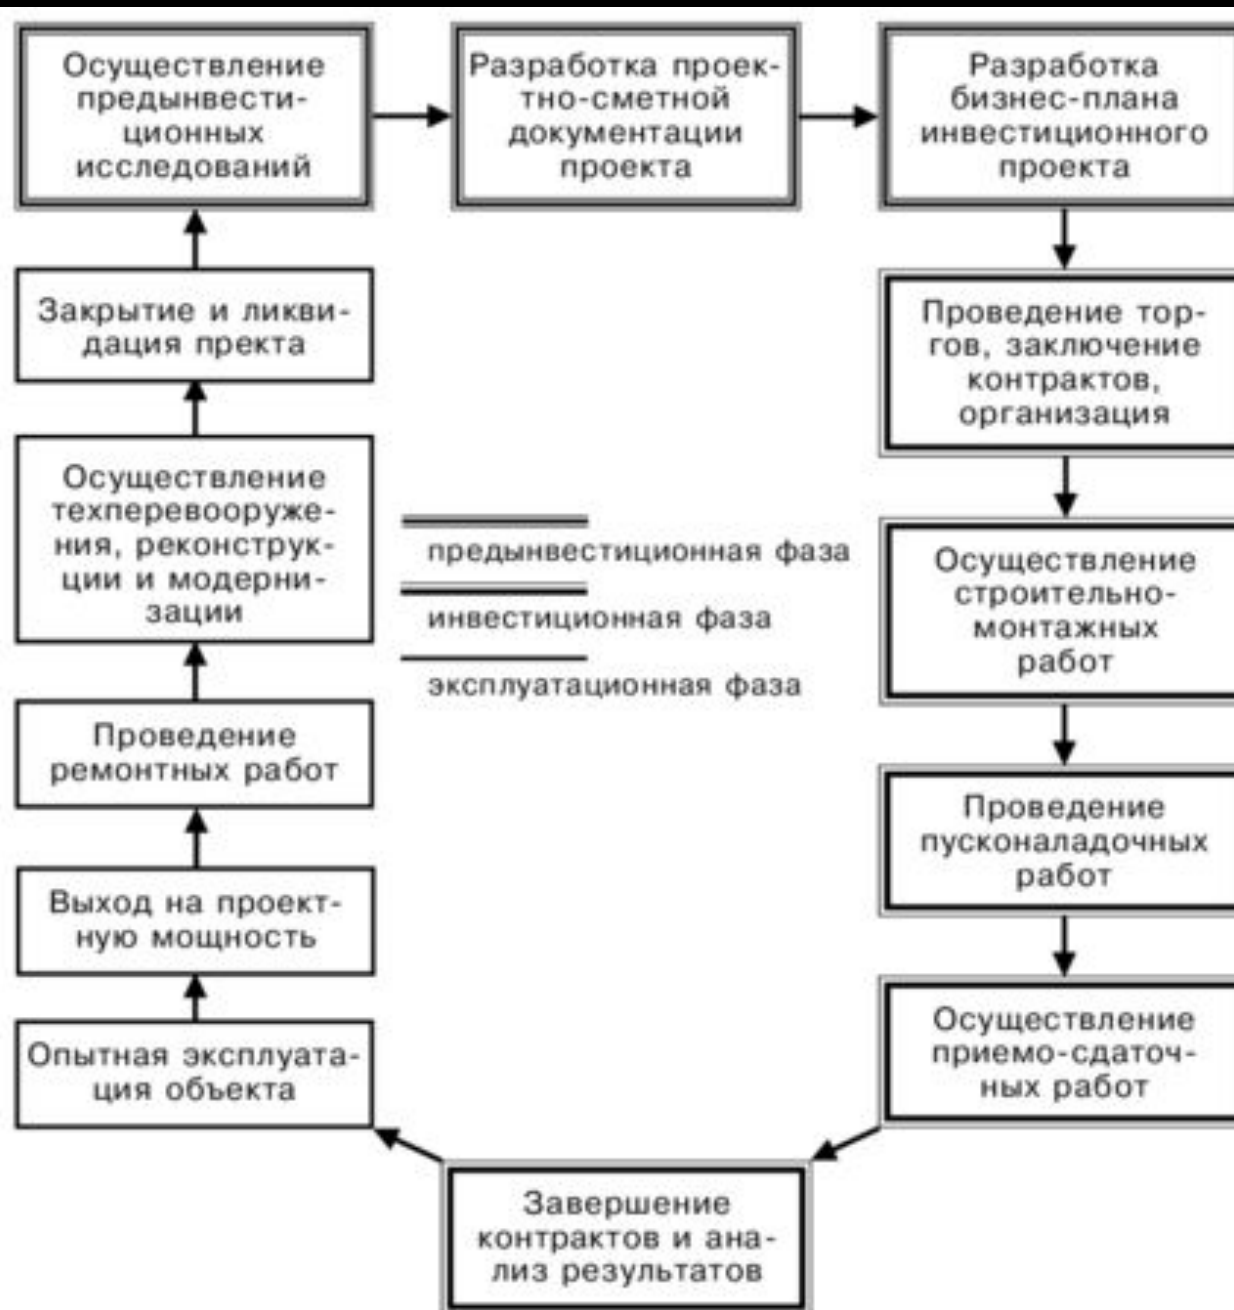 Осуществление
предынвести-
ционных
исследований
Разработка проек-
тно-сметной
документации
проекта
Разработка
бизнес-плана
инвестиционного
проекта
Закрытие и ликви-
дация пректа
Проведение тор-
гов, заключение
контрактов,
организация
Осуществление
техперевооруже-
ния, реконструк-
ции и модерни-
зации
предынвестиционная фаза
инвестиционная фаза
эксплуатационная фаза
Осуществление
строительно-
монтажных
работ
Проведение
ремонтных работ
Проведение
пусконаладочных
работ
Выход на проект-
ную мощность
Опытная эксплуата-
ция объекта
Осуществление
приемо-сдаточ-
ных работ
Завершение
контрактов и ана-
лиз результатов